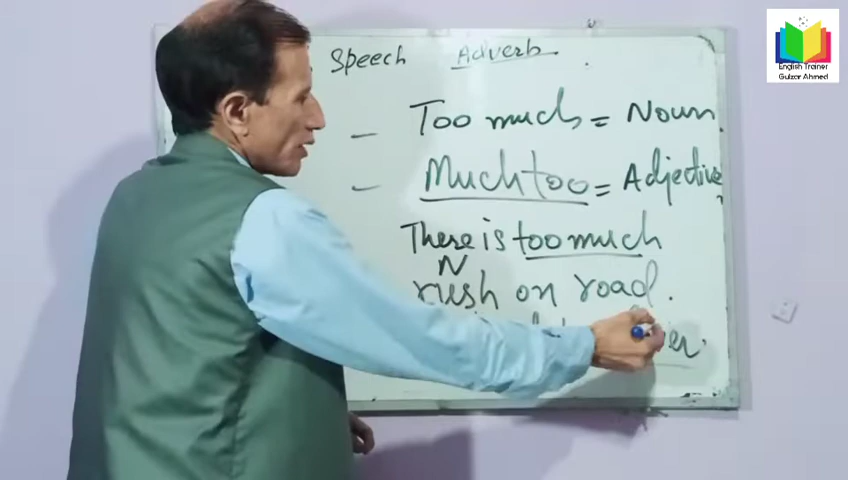 Speech Adverb
- Too much = Noun
- Much too = Adjective
There is too much
N
rush on road.
English Trainer
Gulzar Ahmed